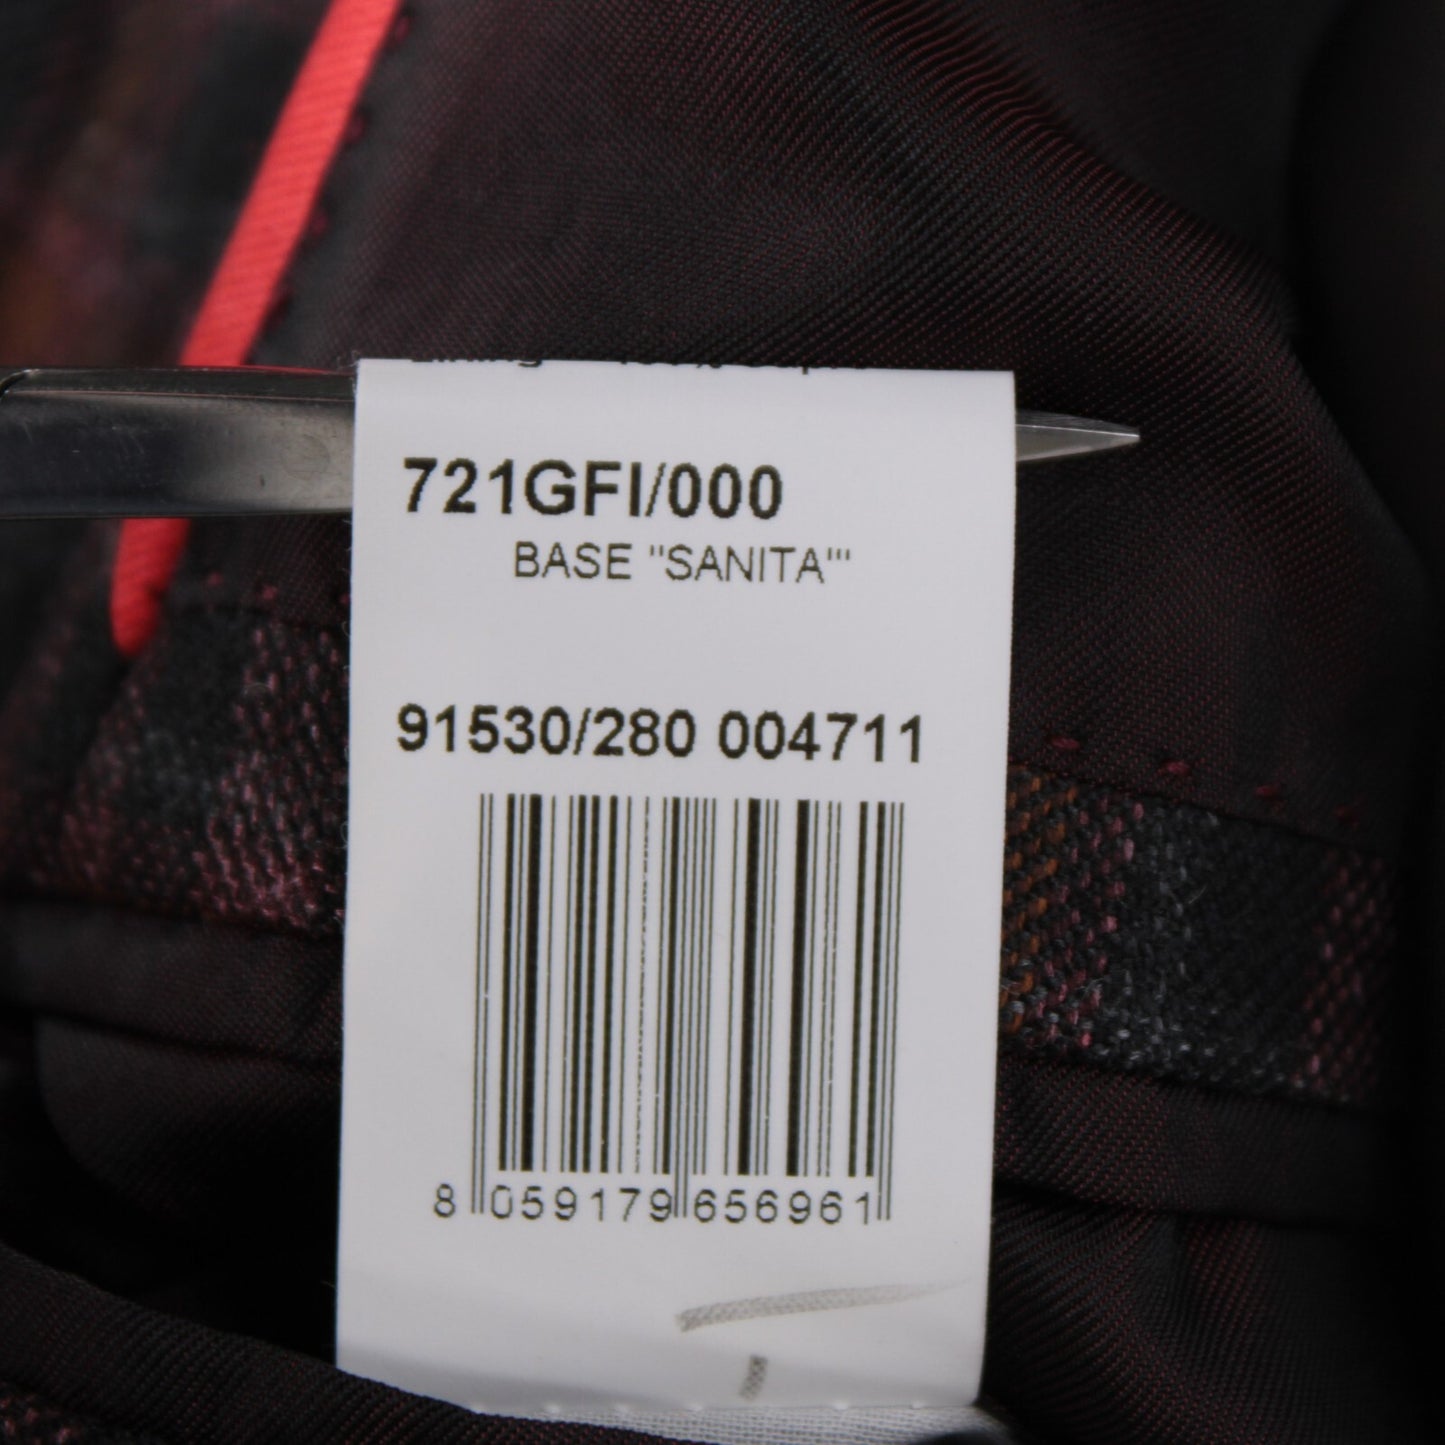 721GFI/000
BASE "SANITA'"
91530/280 004711
8 059179 656961